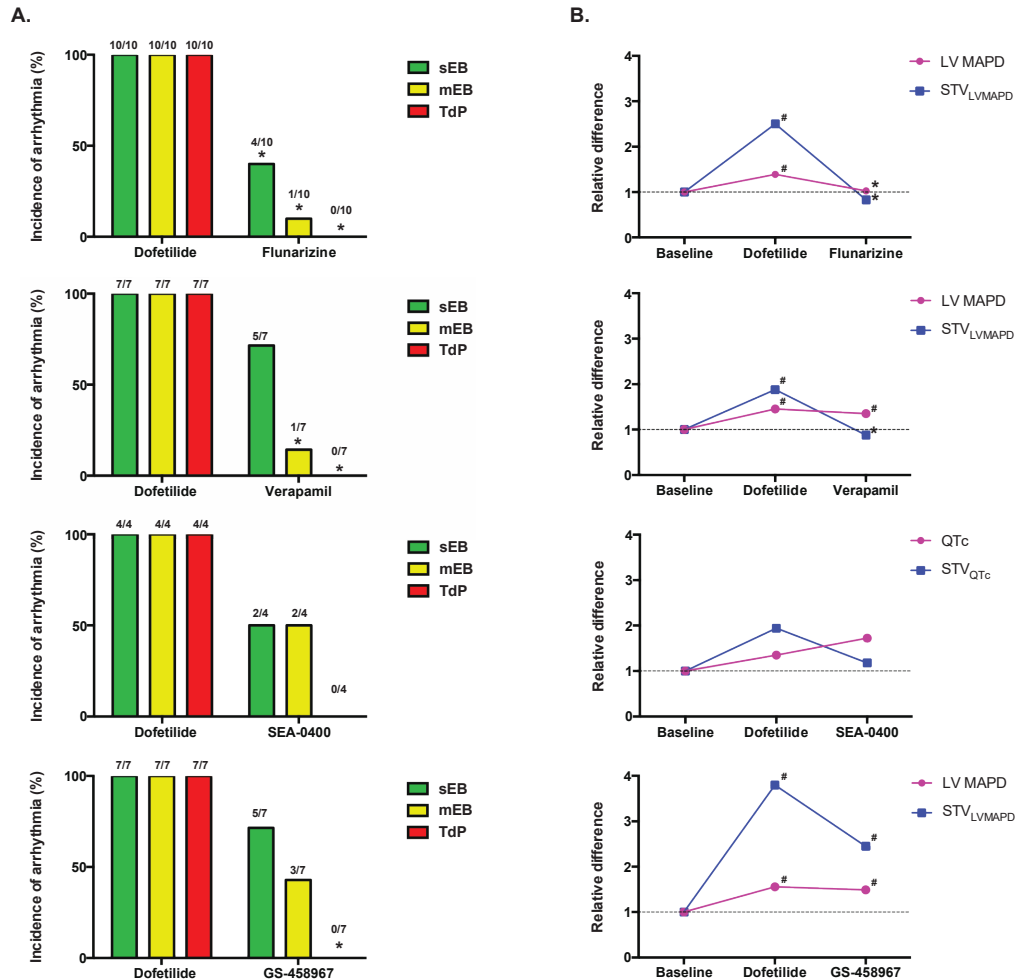 A.
B.
Incidence of arrhythmia (%)
100
50
0
10/10 10/10 10/10
4/10
*
1/10
*
0/10
*
Dofetilide Flunarizine
sEB
mEB
TdP
Relative difference
4
3
2
1
0
#
#
*
*
Baseline Dofetilide Flunarizine
LV MAPD
STVLVMAPD
Incidence of arrhythmia (%)
100
50
0
7/7 7/7 7/7
5/7
1/7
*
0/7
*
Dofetilide Verapamil
sEB
mEB
TdP
Relative difference
4
3
2
1
0
#
#
#
*
Baseline Dofetilide Verapamil
LV MAPD
STVLVMAPD
Incidence of arrhythmia (%)
100
50
0
4/4 4/4 4/4
2/4 2/4
0/4
Dofetilide SEA-0400
sEB
mEB
TdP
Relative difference
4
3
2
1
0
Baseline Dofetilide SEA-0400
QTc
STVQTc
Incidence of arrhythmia (%)
100
50
0
7/7 7/7 7/7
5/7
3/7
0/7
*
Dofetilide GS-458967
sEB
mEB
TdP
Relative difference
4
3
2
1
0
#
#
#
#
Baseline Dofetilide GS-458967
LV MAPD
STVLVMAPD